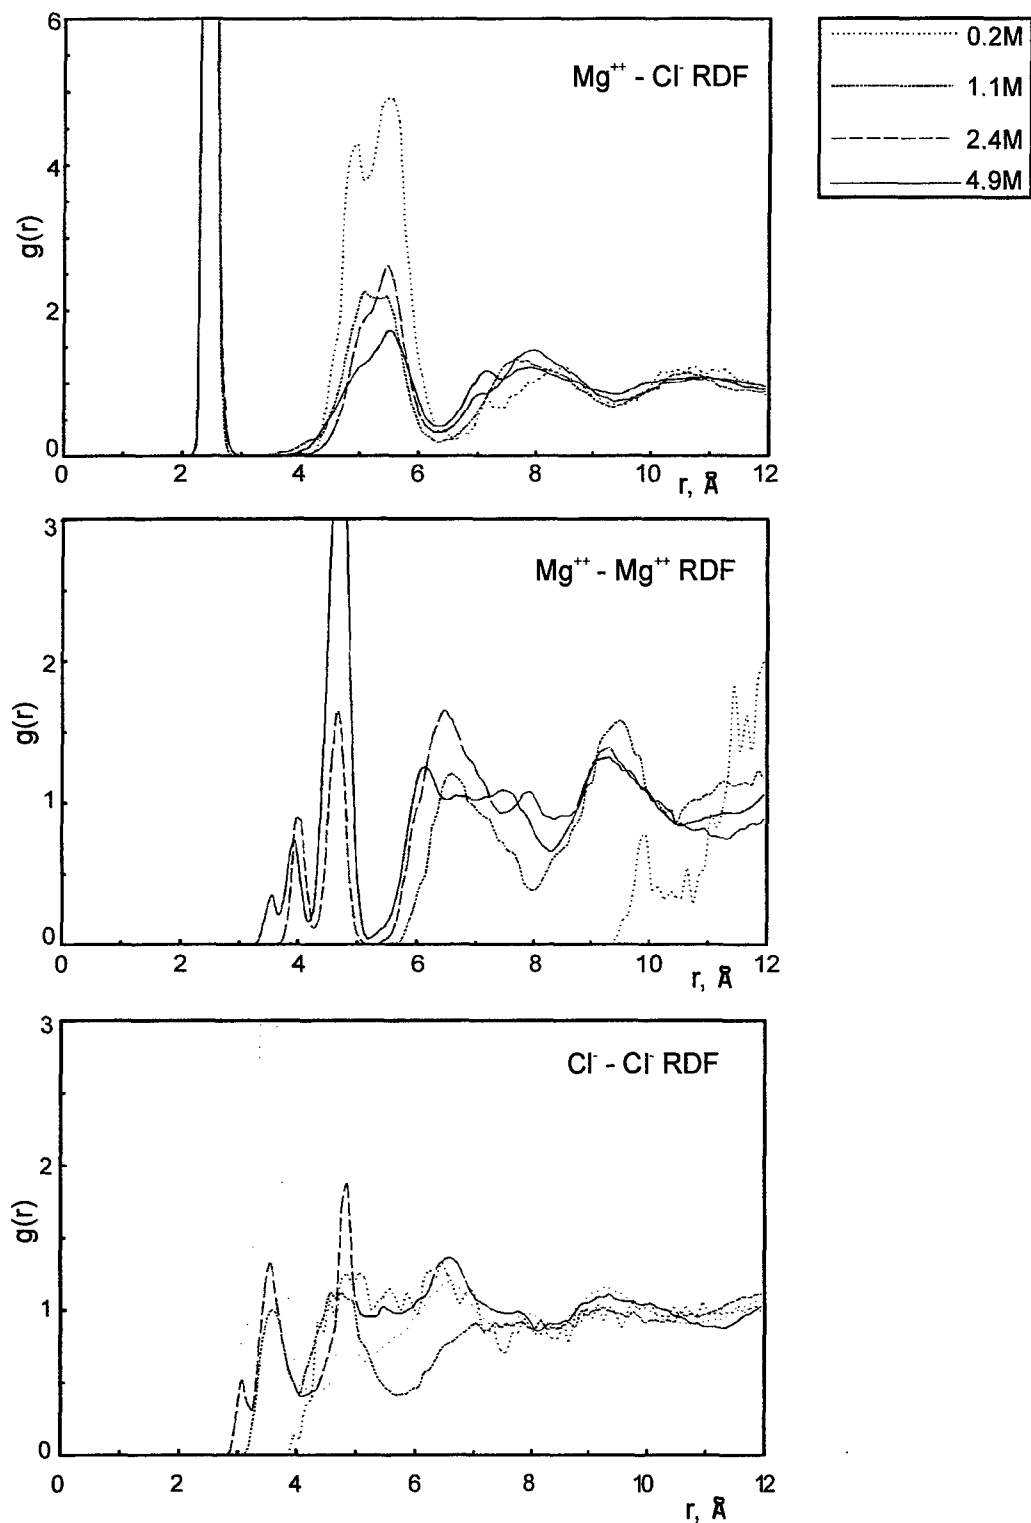 6
4
2
0
g(r)
Mg++ - Cl- RDF
0 2 4 6 8 10 12
r, Å
0.2M
1.1M
2.4M
4.9M
3
2
1
0
g(r)
Mg++ - Mg++ RDF
0 2 4 6 8 10 12
r, Å
3
2
1
0
g(r)
Cl- - Cl- RDF
0 2 4 6 8 10 12
r, Å